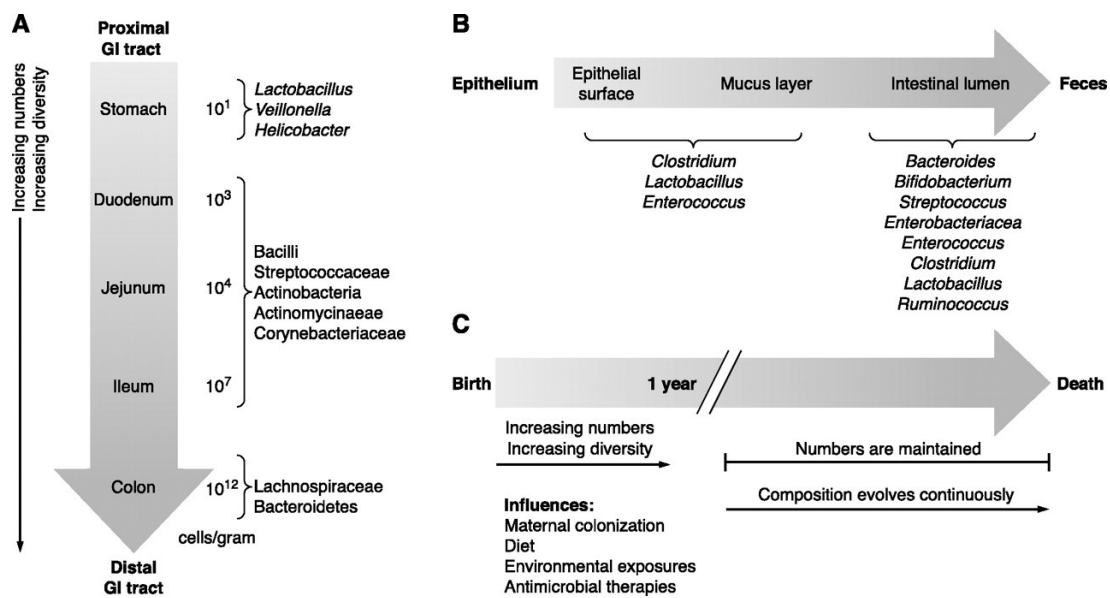 A
Proximal
GI tract
Increasing numbers
Increasing diversity
Stomach
10¹
Lactobacillus
Veillonella
Helicobacter
Duodenum
10³
Jejunum
10⁴
Ileum
10⁷
Bacilli
Streptococcaceae
Actinobacteria
Actinomycinaeae
Corynebacteriaceae
Colon
10¹²
Lachnospiraceae
Bacteroidetes
cells/gram
Distal
GI tract
B
Epithelium
Epithelial
surface
Mucus layer
Intestinal lumen
Feces
Clostridium
Lactobacillus
Enterococcus
Bacteroides
Bifidobacterium
Streptococcus
Enterobacteriacea
Enterococcus
Clostridium
Lactobacillus
Ruminococcus
C
Birth
1 year
Death
Increasing numbers
Increasing diversity
Numbers are maintained
Composition evolves continuously
Influences:
Maternal colonization
Diet
Environmental exposures
Antimicrobial therapies